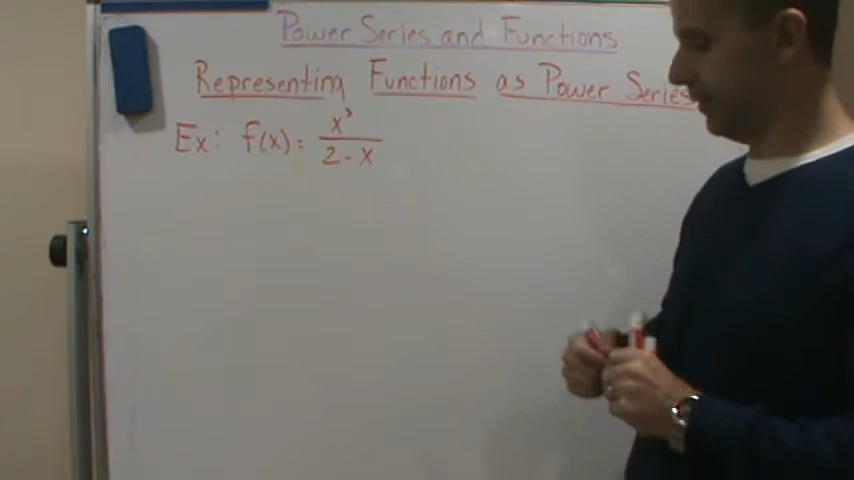 Power Series and Functions
Representing Functions as Power Series
Ex: f(x) = x³ / 2 - x